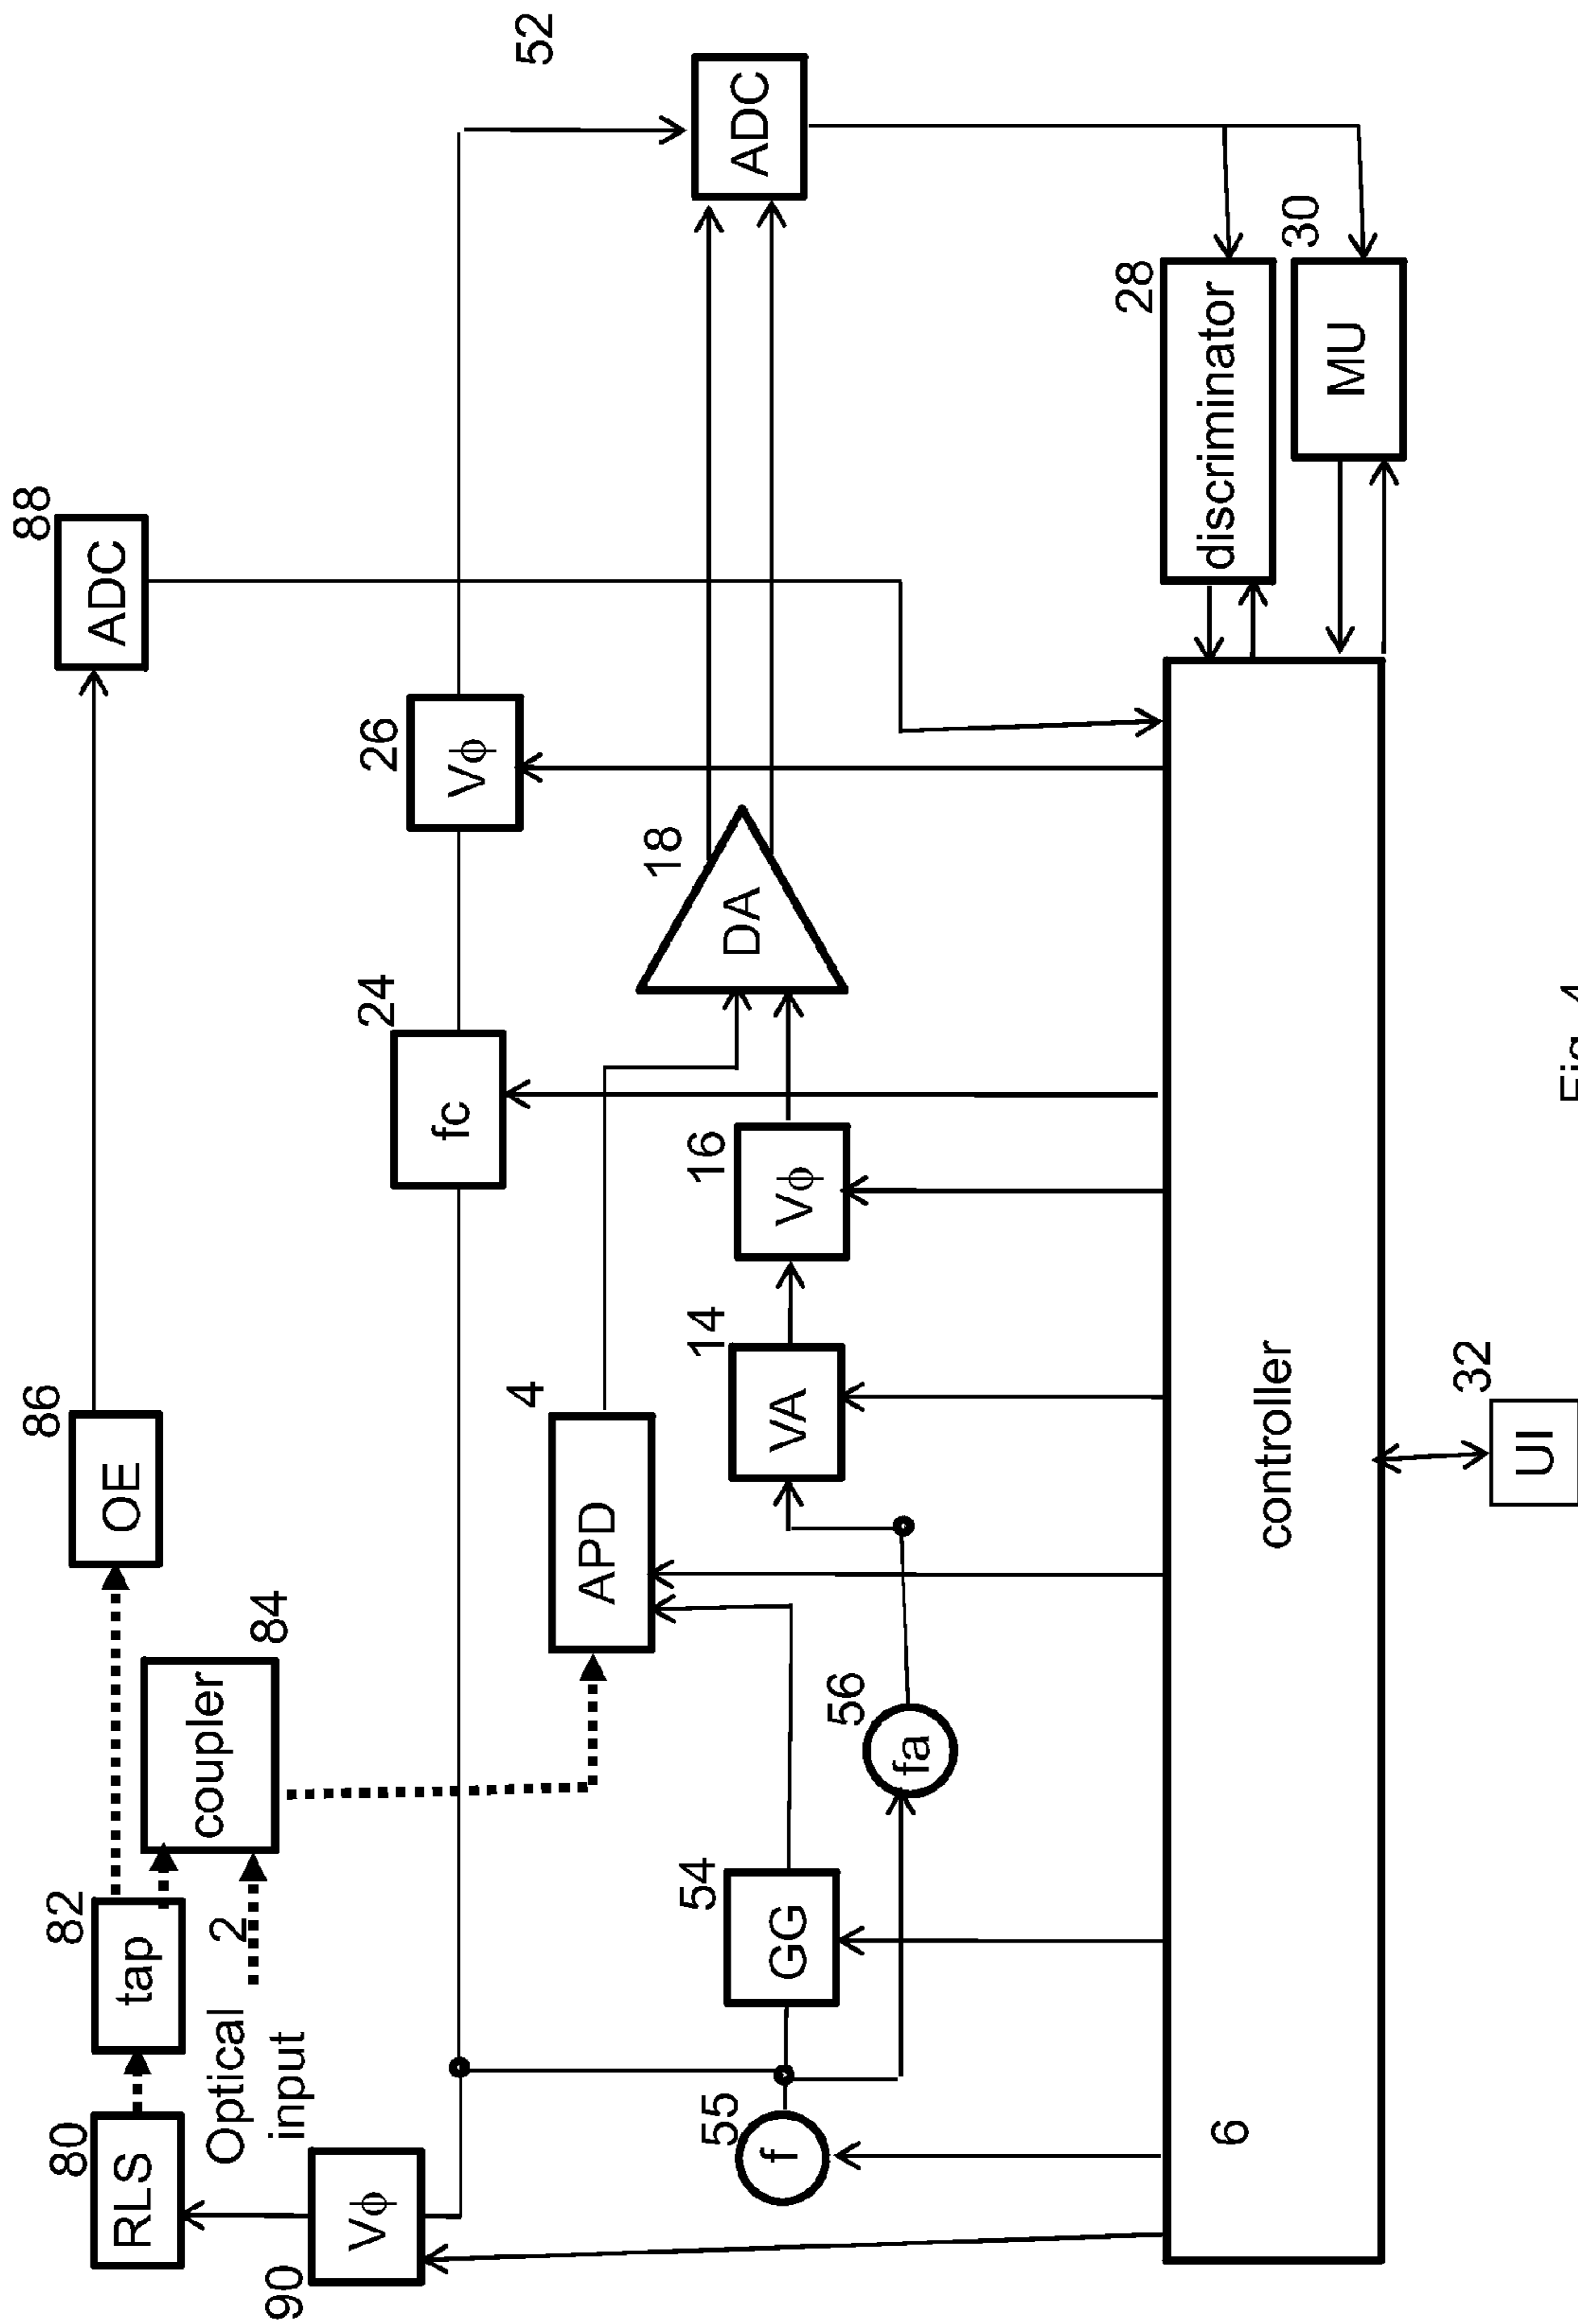 80
RLS
82
tap
86
OE
88
ADC
84
coupler
Optical 2
input
90
Vϕ
24
fc
26
Vϕ
52
ADC
4
APD
18
DA
55
f
54
GG
56
fa
14
VA
16
Vϕ
28
discriminator
30
MU
6
controller
32
UI
Fig. 4